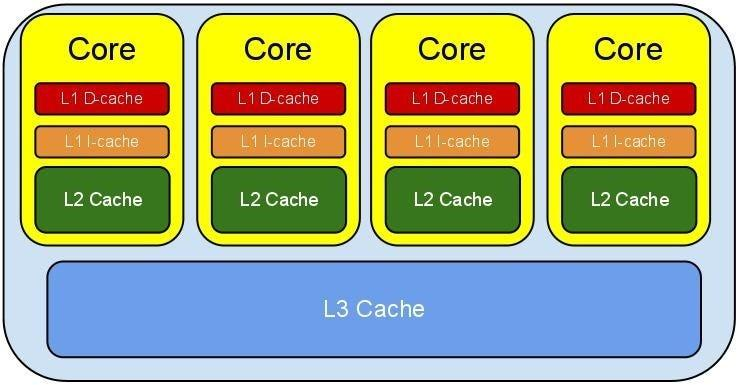 Core Core Core Core
L1 D-cache L1 D-cache L1 D-cache L1 D-cache
L1 I-cache L1 I-cache L1 I-cache L1 I-cache
L2 Cache L2 Cache L2 Cache L2 Cache
L3 Cache